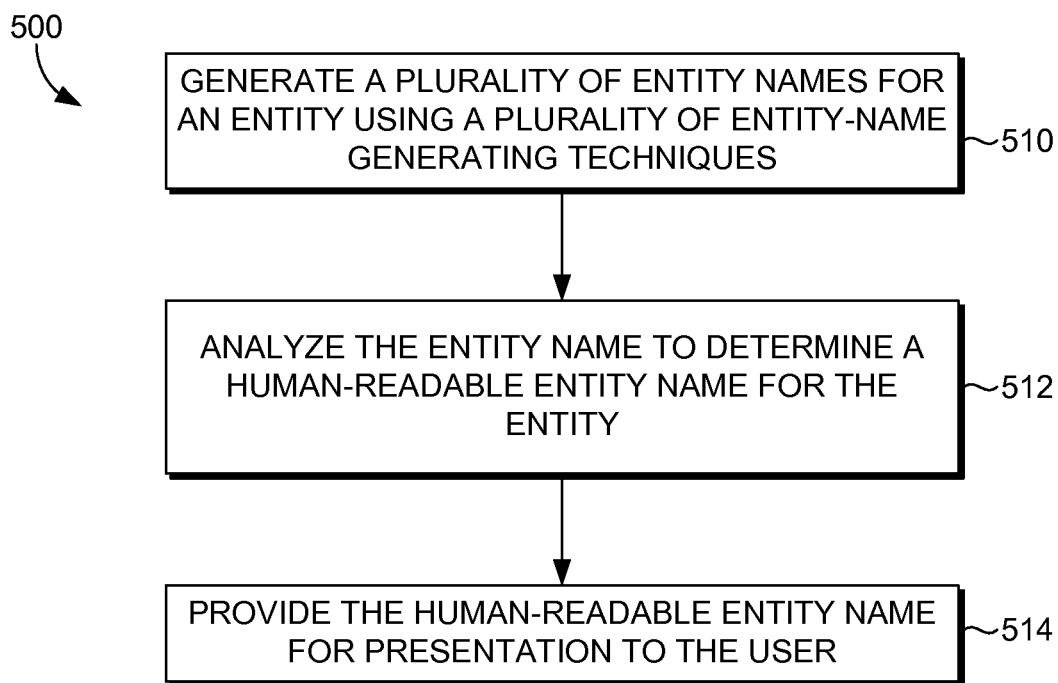 500
GENERATE A PLURALITY OF ENTITY NAMES FOR
AN ENTITY USING A PLURALITY OF ENTITY-NAME
GENERATING TECHNIQUES
510
ANALYZE THE ENTITY NAME TO DETERMINE A
HUMAN-READABLE ENTITY NAME FOR THE
ENTITY
512
PROVIDE THE HUMAN-READABLE ENTITY NAME
FOR PRESENTATION TO THE USER
514